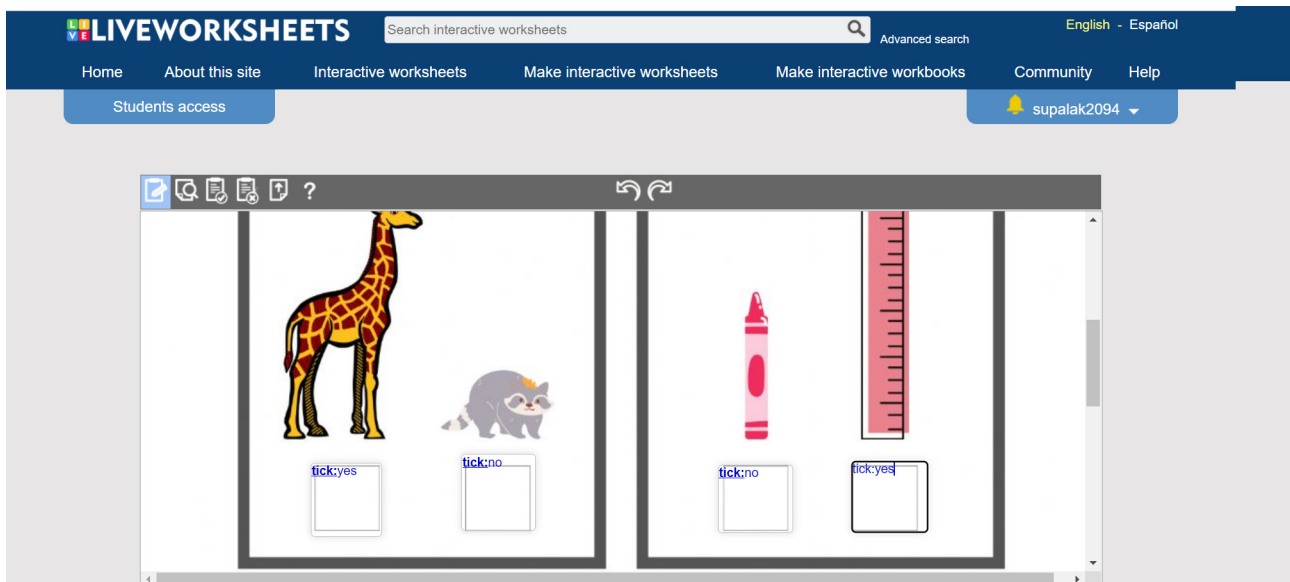 LIVE LIVEWORKSHEETS
Search interactive worksheets
Advanced search
English - Español
Home About this site Interactive worksheets Make interactive worksheets Make interactive workbooks Community Help
Students access
supalak2094
?
tick:yes
tick:no
tick:no
tick:yes